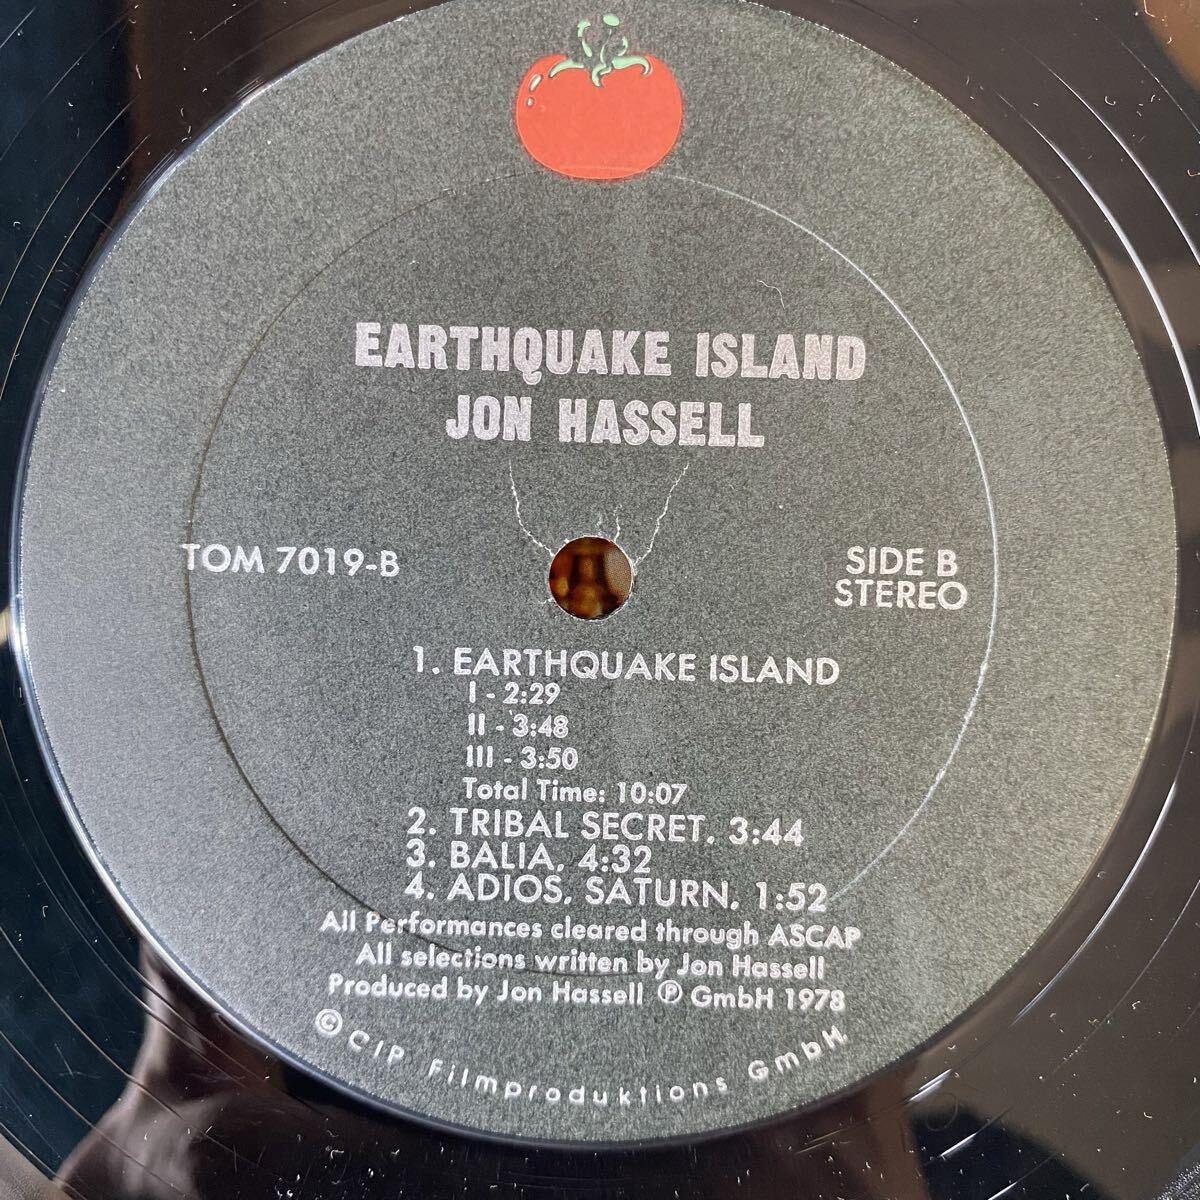 EARTHQUAKE ISLAND
JON HASSELL
TOM 7019-B
SIDE B
STEREO
1. EARTHQUAKE ISLAND
I - 2:29
II - 3:48
III - 3:50
Total Time: 10:07
2. TRIBAL SECRET, 3:44
3. BALIA, 4:32
4. ADIOS, SATURN, 1:52
All Performances cleared through ASCAP
All selections written by Jon Hassell
Produced by Jon Hassell ℗ GmbH 1978
© CIP Filmproduktions GmbH